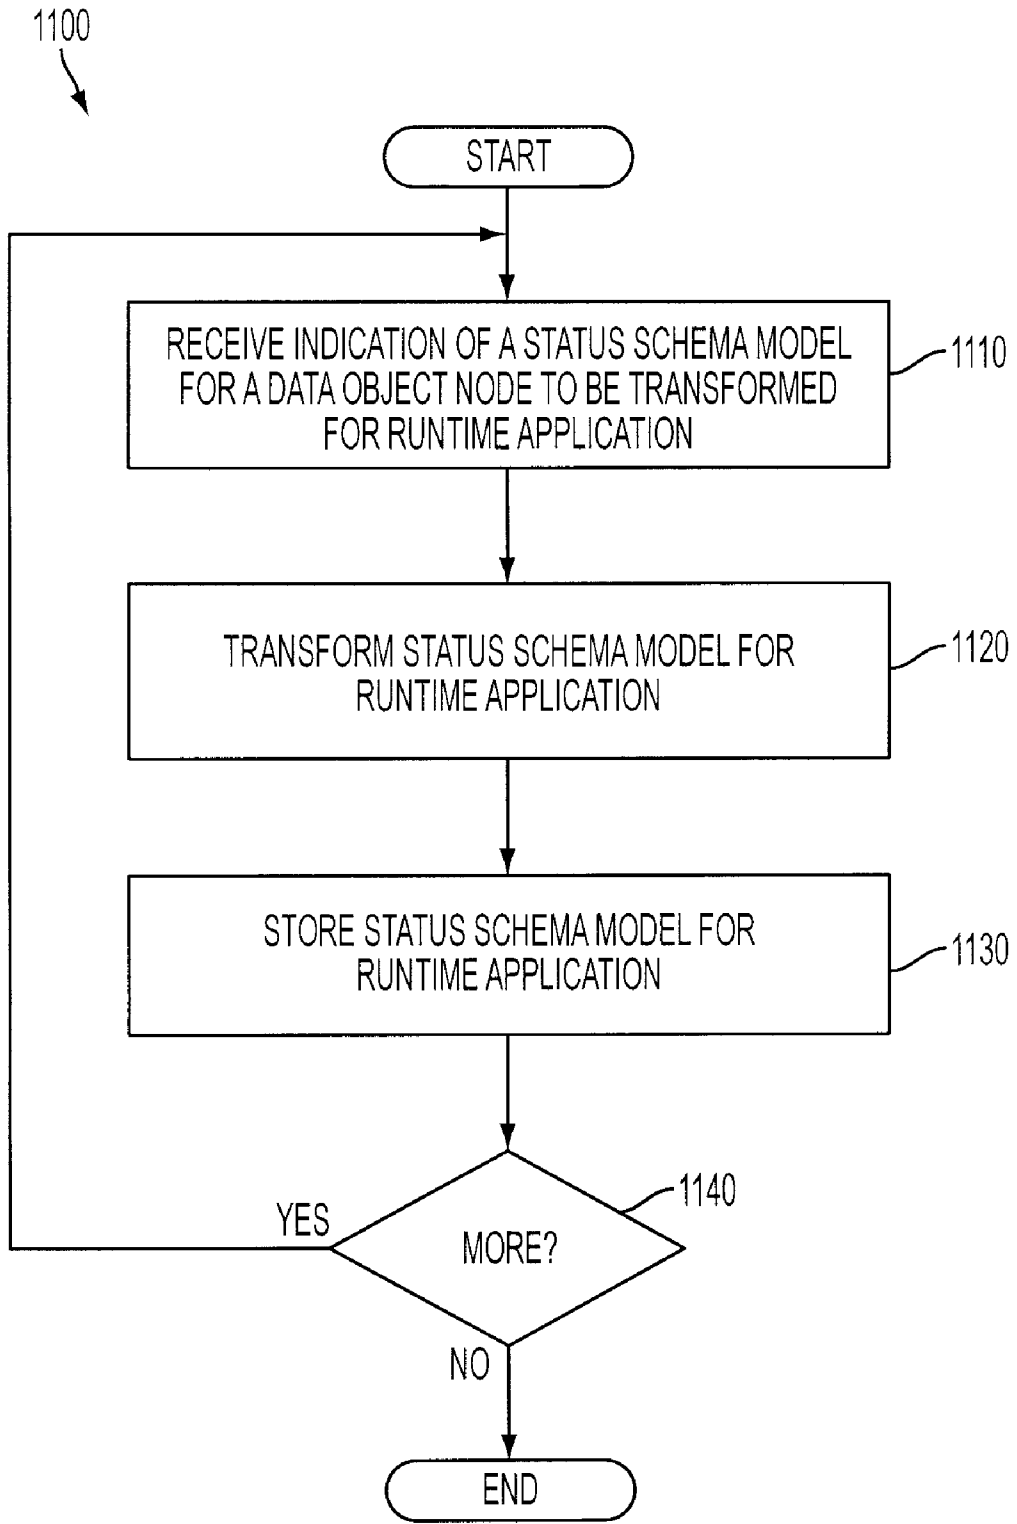 1100
START
RECEIVE INDICATION OF A STATUS SCHEMA MODEL
FOR A DATA OBJECT NODE TO BE TRANSFORMED
FOR RUNTIME APPLICATION
1110
TRANSFORM STATUS SCHEMA MODEL FOR
RUNTIME APPLICATION
1120
STORE STATUS SCHEMA MODEL FOR
RUNTIME APPLICATION
1130
1140
YES
MORE?
NO
END